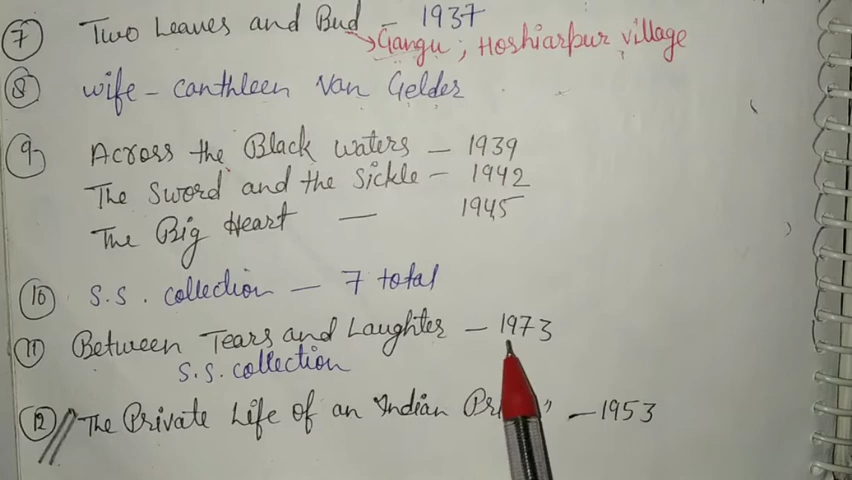 7 Two Leaves and Bud - 1937
Gangu ; Hoshiarpur village
8 wife - canthleen Van Gelder
9 Across the Black waters - 1939
The Sword and the Sickle - 1942
The Big Heart - 1945
10 S.S. collection - 7 total
11 Between Tears and Laughter - 1973
S.S. collection
12 The Private Life of an Indian - 1953